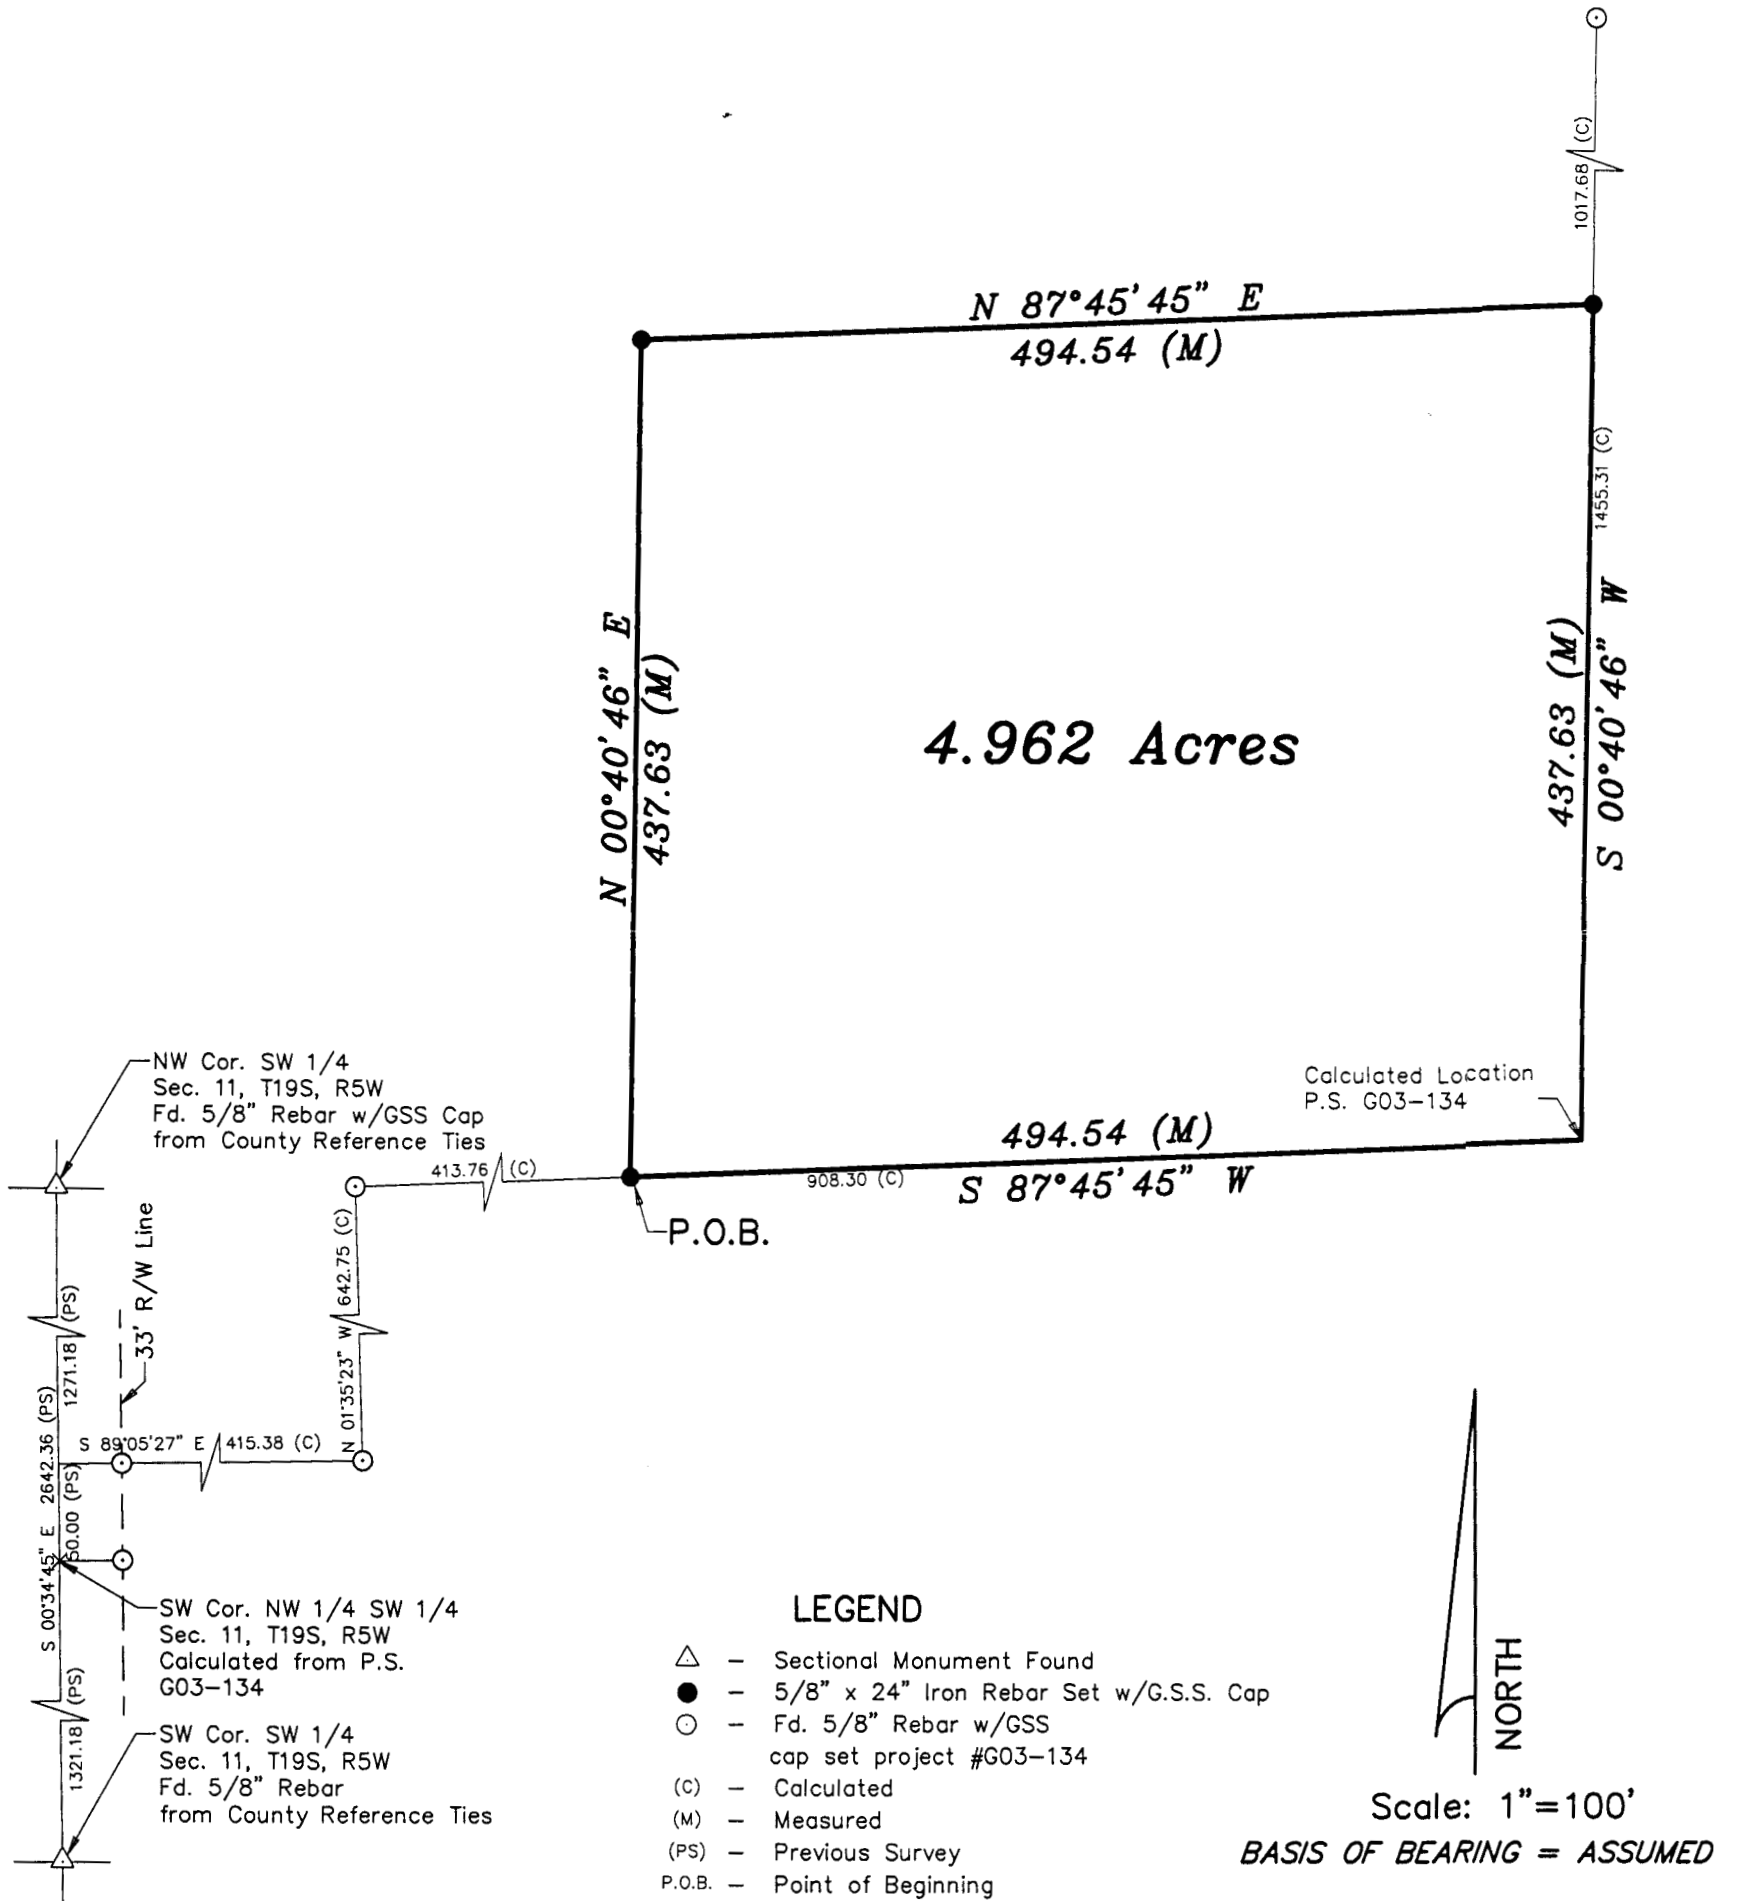 1017.68 (C)
N 87°45'45" E
494.54 (M)
1455.31 (C)
N 00°40'46" E
437.63 (M)
4.962 Acres
437.63 (M)
S 00°40'46" W
NW Cor. SW 1/4
Sec. 11, T19S, R5W
Fd. 5/8" Rebar w/GSS Cap
from County Reference Ties
Calculated Location
P.S. G03-134
413.76 (C)
494.54 (M)
908.30 (C)
S 87°45'45" W
P.O.B.
33' R/W Line
N 01°35'23" W 642.75 (C)
1271.18 (PS)
S 89°05'27" E 415.38 (C)
S 00°34'45" E 2642.36 (PS)
50.00 (PS)
SW Cor. NW 1/4 SW 1/4
Sec. 11, T19S, R5W
Calculated from P.S.
G03-134
1321.18 (PS)
SW Cor. SW 1/4
Sec. 11, T19S, R5W
Fd. 5/8" Rebar
from County Reference Ties
LEGEND
– Sectional Monument Found
– 5/8" x 24" Iron Rebar Set w/G.S.S. Cap
– Fd. 5/8" Rebar w/GSS
cap set project #G03-134
(C) – Calculated
(M) – Measured
(PS) – Previous Survey
P.O.B. – Point of Beginning
NORTH
Scale: 1"=100'
BASIS OF BEARING = ASSUMED